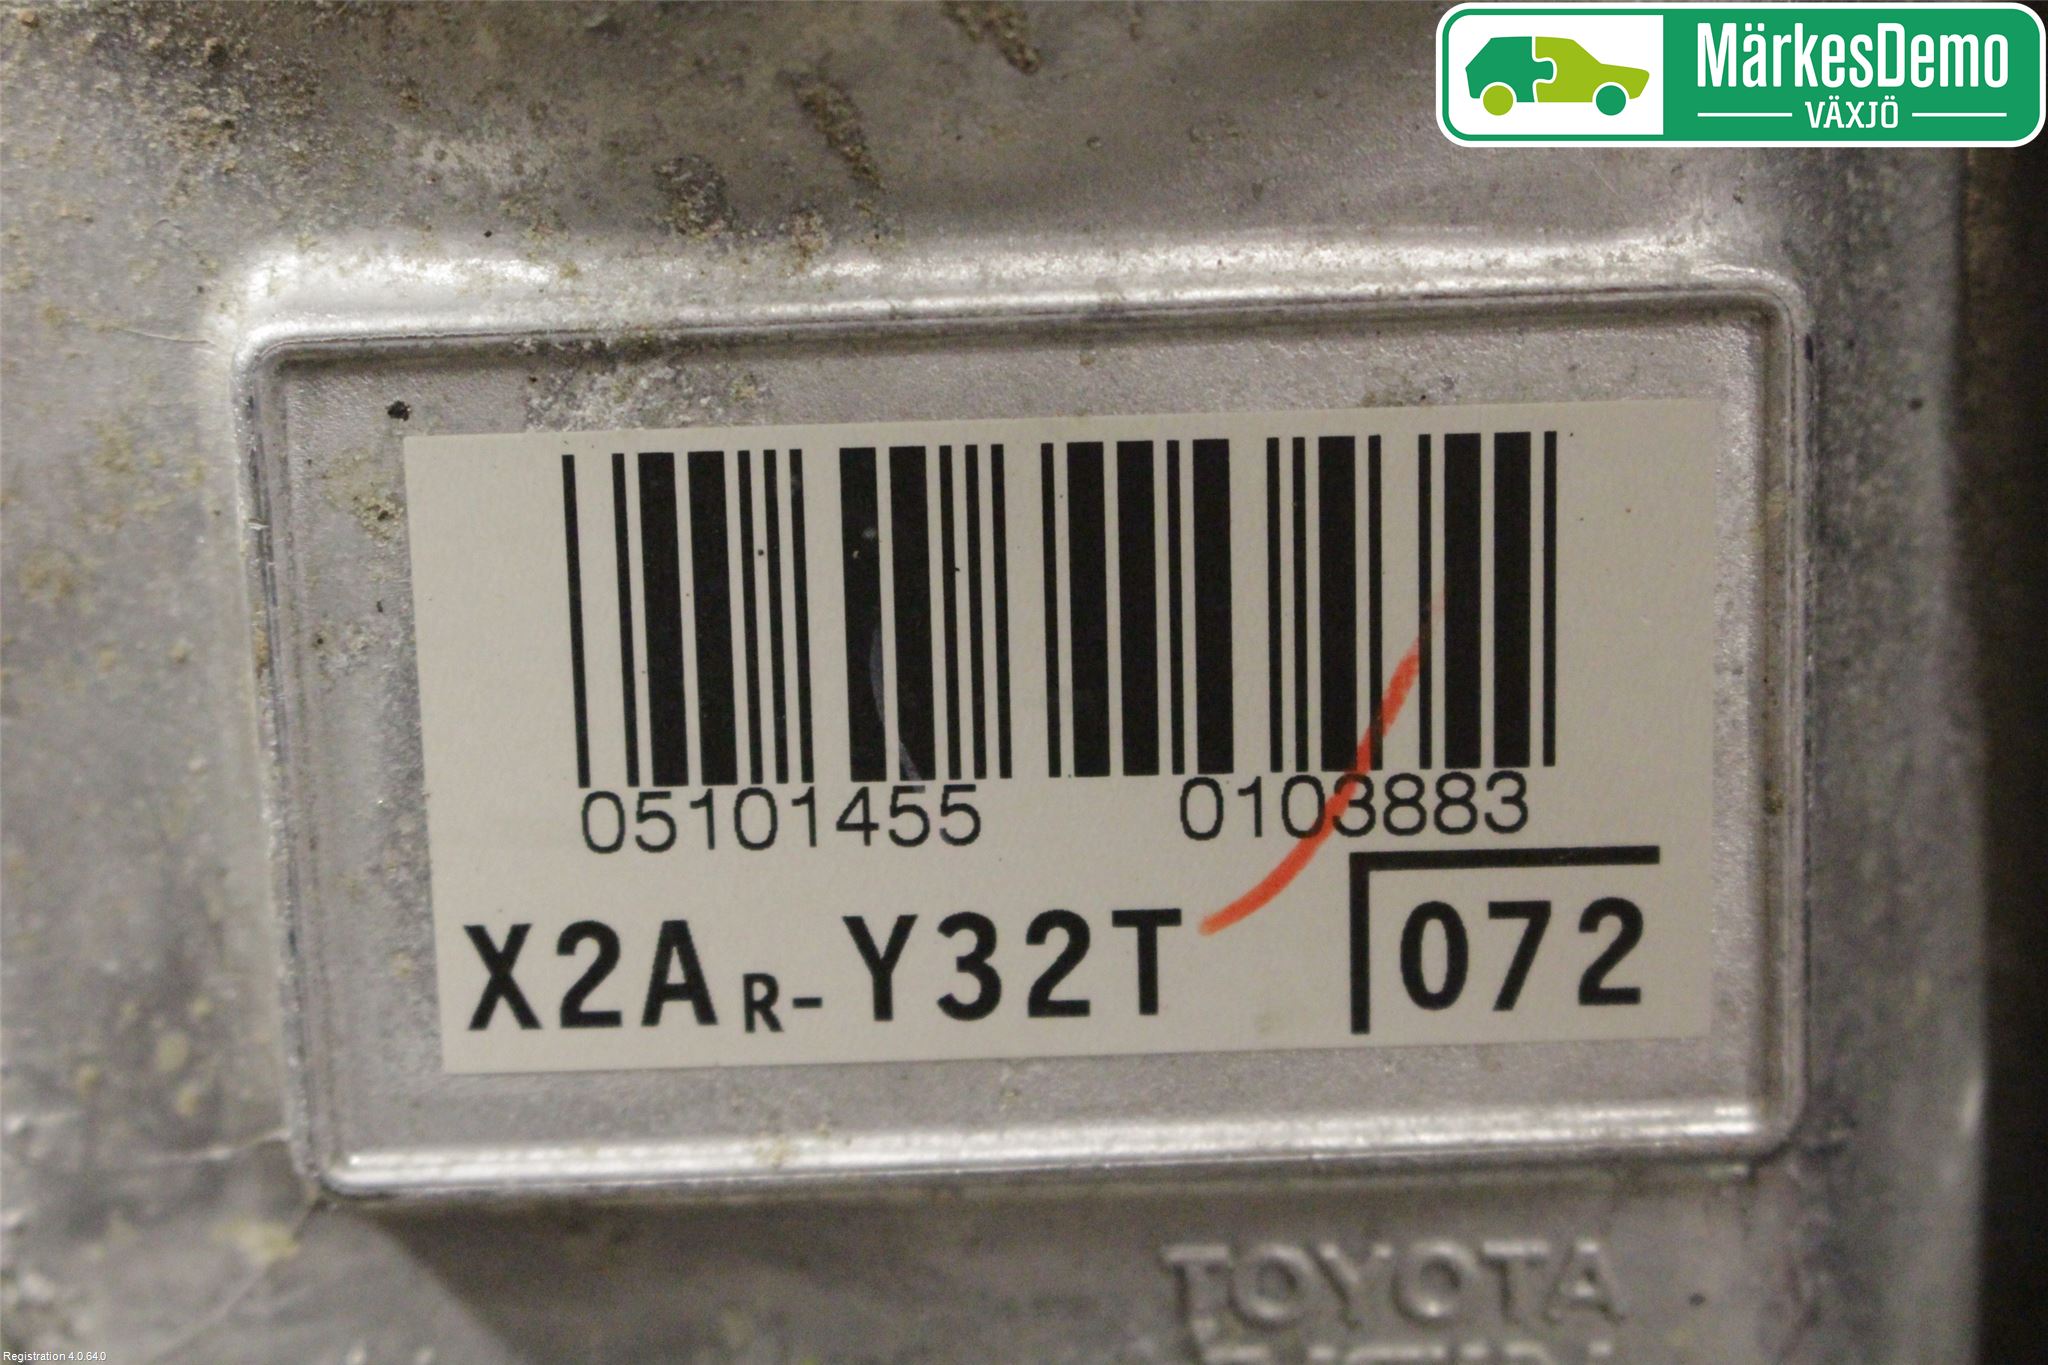 MärkesDemo
VÄXJÖ
05101455 0103883
X2AR-Y32T 072
TOYOTA
Registration 4.0.64.0